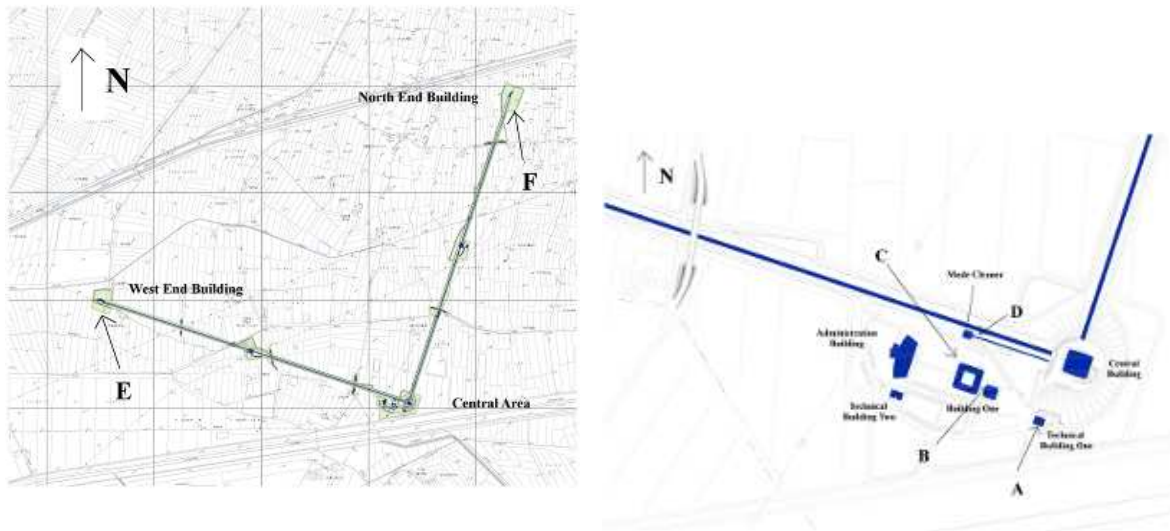 N
North End Building
F
West End Building
E
Central Area
N
C
Mode Cleaner
D
Administration
Building
Central
Building
Technical
Building Two
Building One
Technical
Building One
B
A